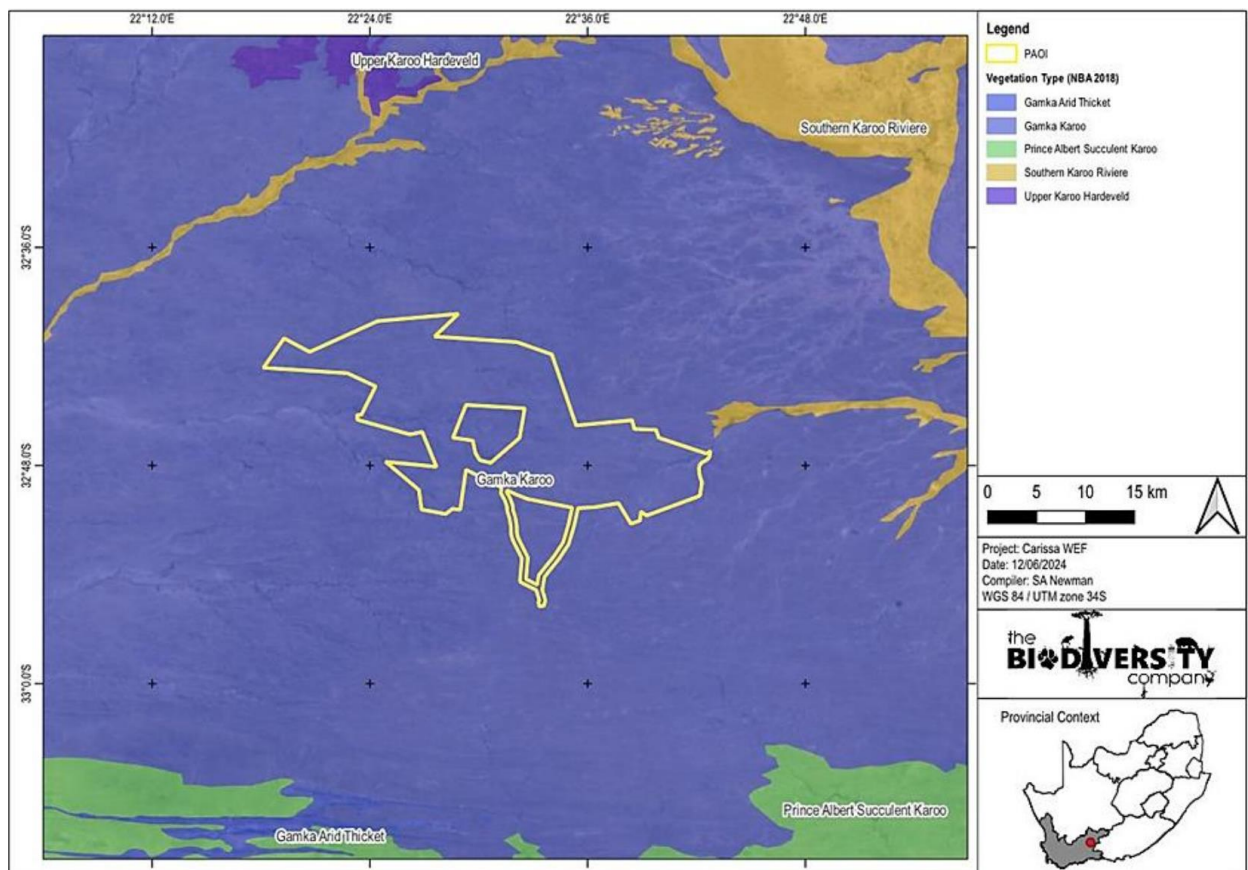 22°12.0'E 22°24.0'E 22°36.0'E 22°48.0'E
Upper Karoo Hardeveld
Southern Karoo Riviere
32°36.0'S
32°48.0'S
Gamka Karoo
33°0.0'S
Prince Albert Succulent Karoo
Gamka Arid Thicket
Legend
PAOI
Vegetation Type (NBA 2018)
Gamka Arid Thicket
Gamka Karoo
Prince Albert Succulent Karoo
Southern Karoo Riviere
Upper Karoo Hardeveld
0 5 10 15 km
Project: Carissa WEF
Date: 12/06/2024
Compiler: SA Newman
WGS 84 / UTM zone 34S
the
BIODIVERSITY
company
Provincial Context